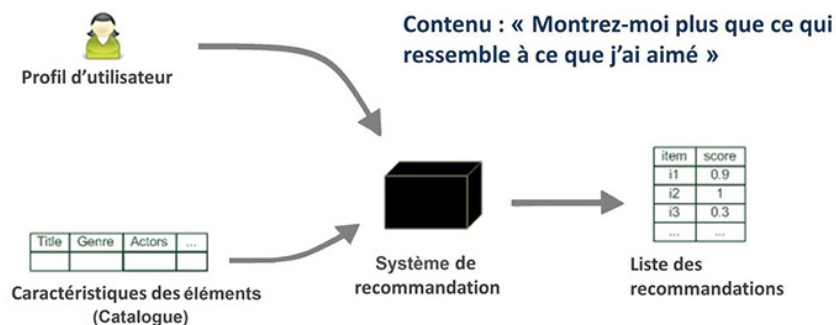 Contenu : « Montrez-moi plus que ce qui
ressemble à ce que j'ai aimé »
Profil d'utilisateur
item score
i1 0.9
i2 1
i3 0.3
... ...
Title Genre Actors ...
Système de
recommandation
Liste des
recommandations
Caractéristiques des éléments
(Catalogue)